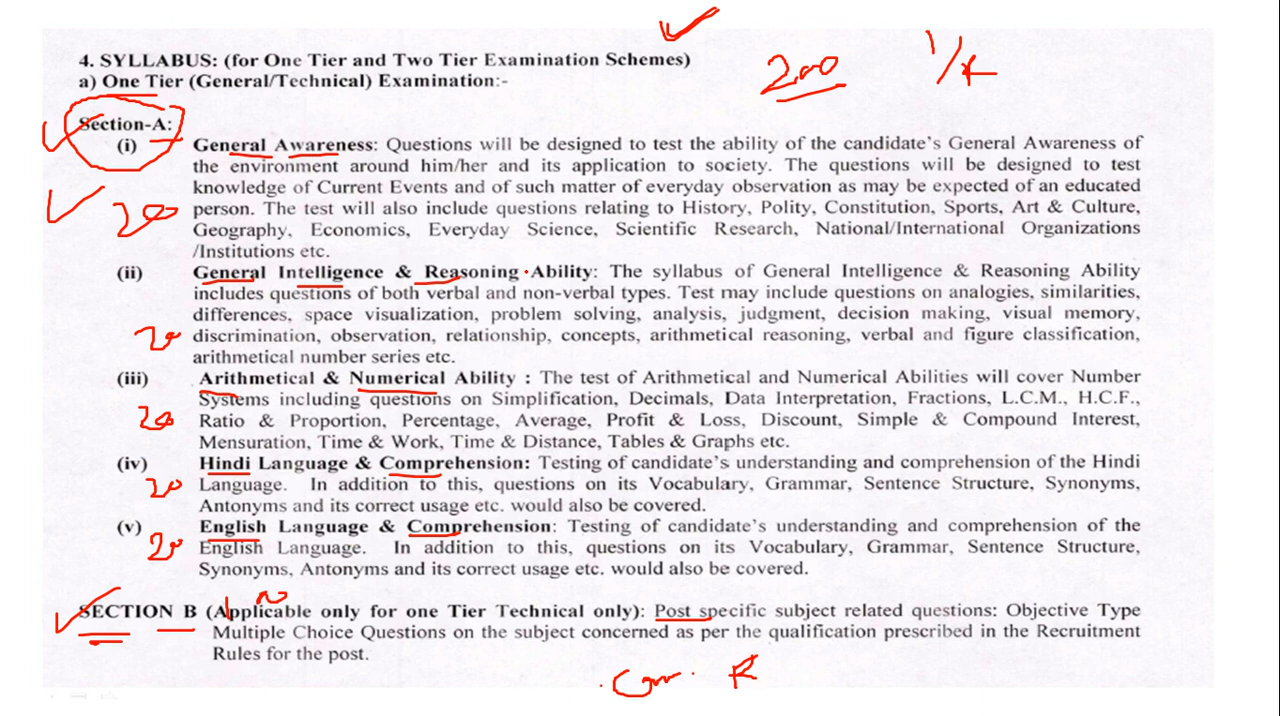 200
4. SYLLABUS: (for One Tier and Two Tier Examination Schemes)
a) One Tier (General/Technical) Examination:-
Section-A:
(i) General Awareness: Questions will be designed to test the ability of the candidate's General Awareness of
the environment around him/her and its application to society. The questions will be designed to test
knowledge of Current Events and of such matter of everyday observation as may be expected of an educated
20 person. The test will also include questions relating to History, Polity, Constitution, Sports, Art & Culture,
Geography, Economics, Everyday Science, Scientific Research, National/International Organizations
/Institutions etc.
(ii) General Intelligence & Reasoning Ability: The syllabus of General Intelligence & Reasoning Ability
includes questions of both verbal and non-verbal types. Test may include questions on analogies, similarities,
differences, space visualization, problem solving, analysis, judgment, decision making, visual memory,
20 discrimination, observation, relationship, concepts, arithmetical reasoning, verbal and figure classification,
arithmetical number series etc.
(iii) Arithmetical & Numerical Ability : The test of Arithmetical and Numerical Abilities will cover Number
Systems including questions on Simplification, Decimals, Data Interpretation, Fractions, L.C.M., H.C.F.,
20 Ratio & Proportion, Percentage, Average, Profit & Loss, Discount, Simple & Compound Interest,
Mensuration, Time & Work, Time & Distance, Tables & Graphs etc.
(iv) Hindi Language & Comprehension: Testing of candidate's understanding and comprehension of the Hindi
20 Language. In addition to this, questions on its Vocabulary, Grammar, Sentence Structure, Synonyms,
Antonyms and its correct usage etc. would also be covered.
(v) English Language & Comprehension: Testing of candidate's understanding and comprehension of the
20 English Language. In addition to this, questions on its Vocabulary, Grammar, Sentence Structure,
Synonyms, Antonyms and its correct usage etc. would also be covered.
SECTION B (Applicable only for one Tier Technical only): Post specific subject related questions: Objective Type
Multiple Choice Questions on the subject concerned as per the qualification prescribed in the Recruitment
Rules for the post.